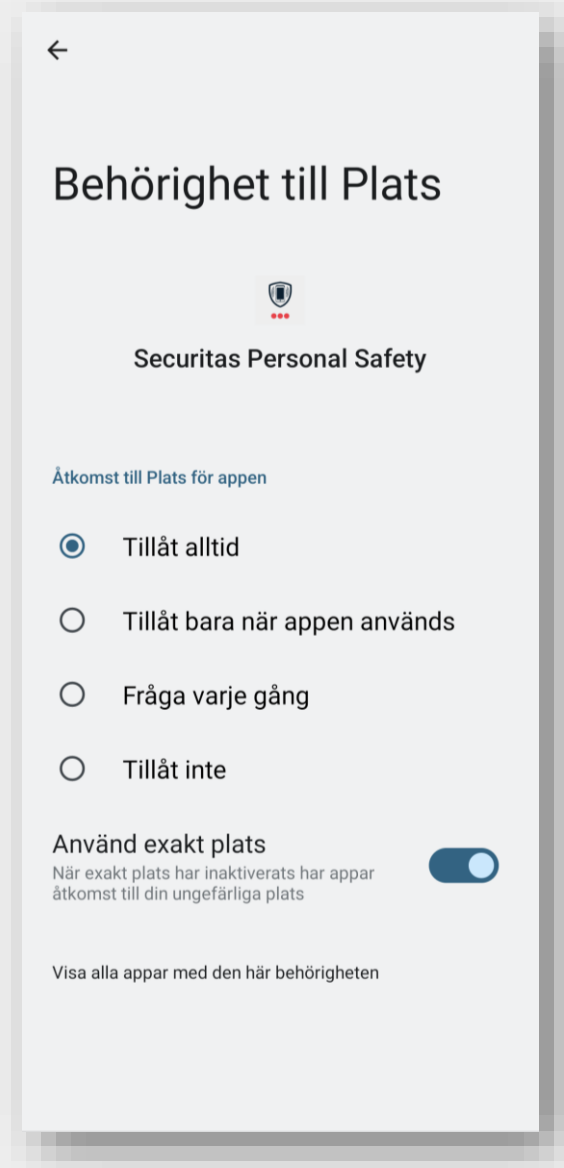 Behörighet till Plats
Securitas Personal Safety
Åtkomst till Plats för appen
Tillåt alltid
Tillåt bara när appen används
Fråga varje gång
Tillåt inte
Använd exakt plats
När exakt plats har inaktiverats har appar
åtkomst till din ungefärliga plats
Visa alla appar med den här behörigheten